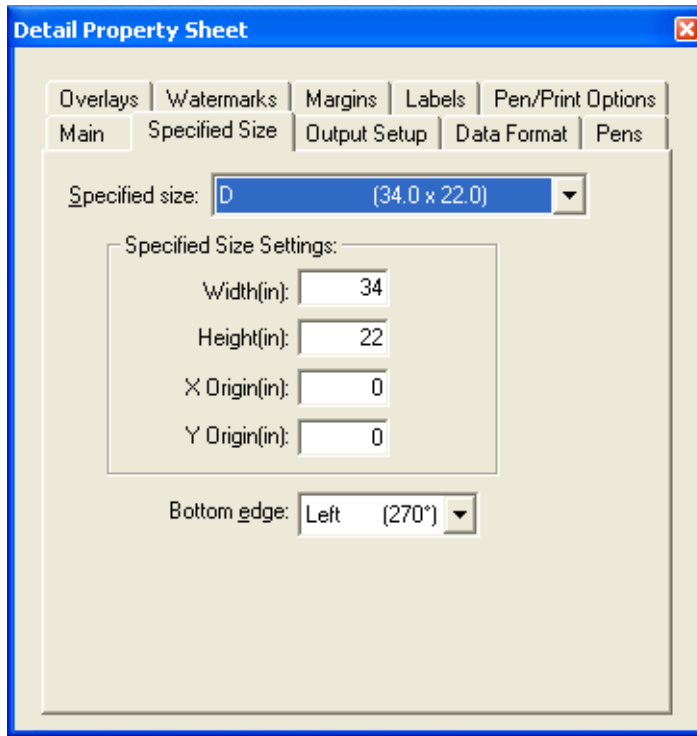 Detail Property Sheet
Overlays Watermarks Margins Labels Pen/Print Options
Main Specified Size Output Setup Data Format Pens
Specified size: D (34.0 x 22.0)
Specified Size Settings:
Width(in): 34
Height(in): 22
X Origin(in): 0
Y Origin(in): 0
Bottom edge: Left (270°)